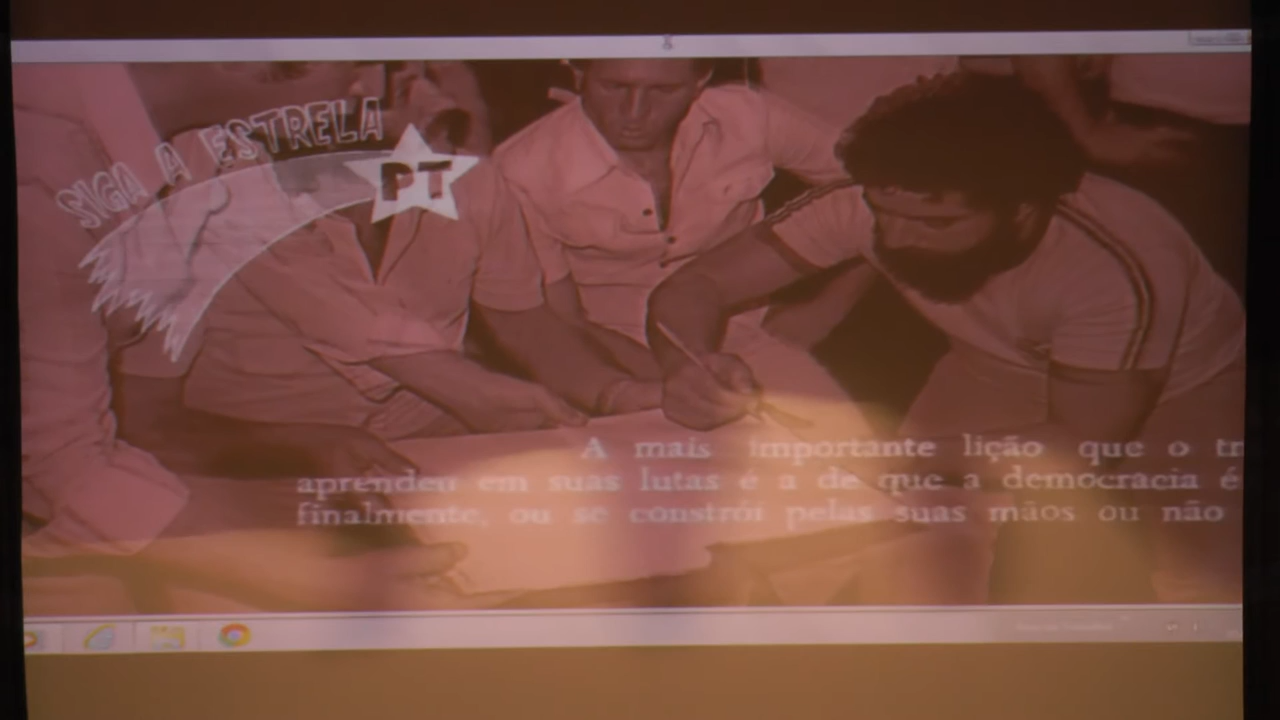 SIGA A ESTRELA
PT
A mais importante lição que o tr
aprendeu em suas lutas é a de que a democracia é
finalmente, ou se constrói pelas suas mãos ou não